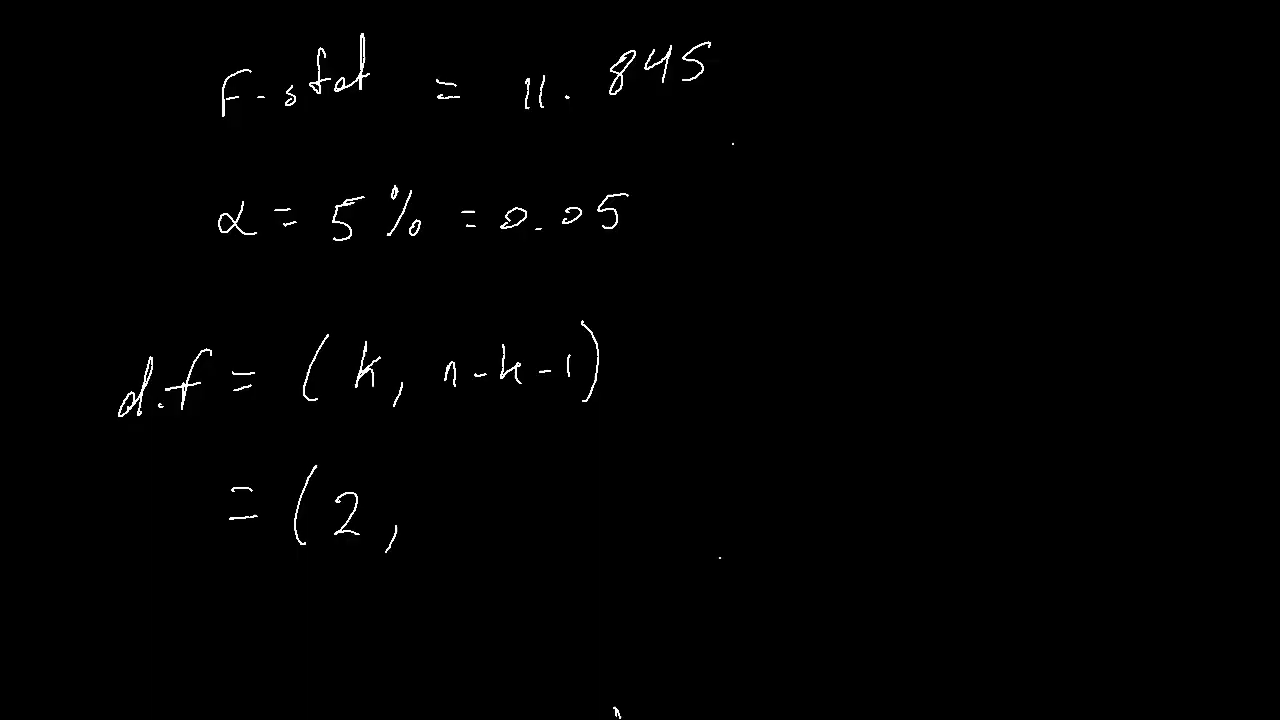 F-stat = 11.845
α = 5% = 0.05
d.f = (k, n-k-1)
= (2,